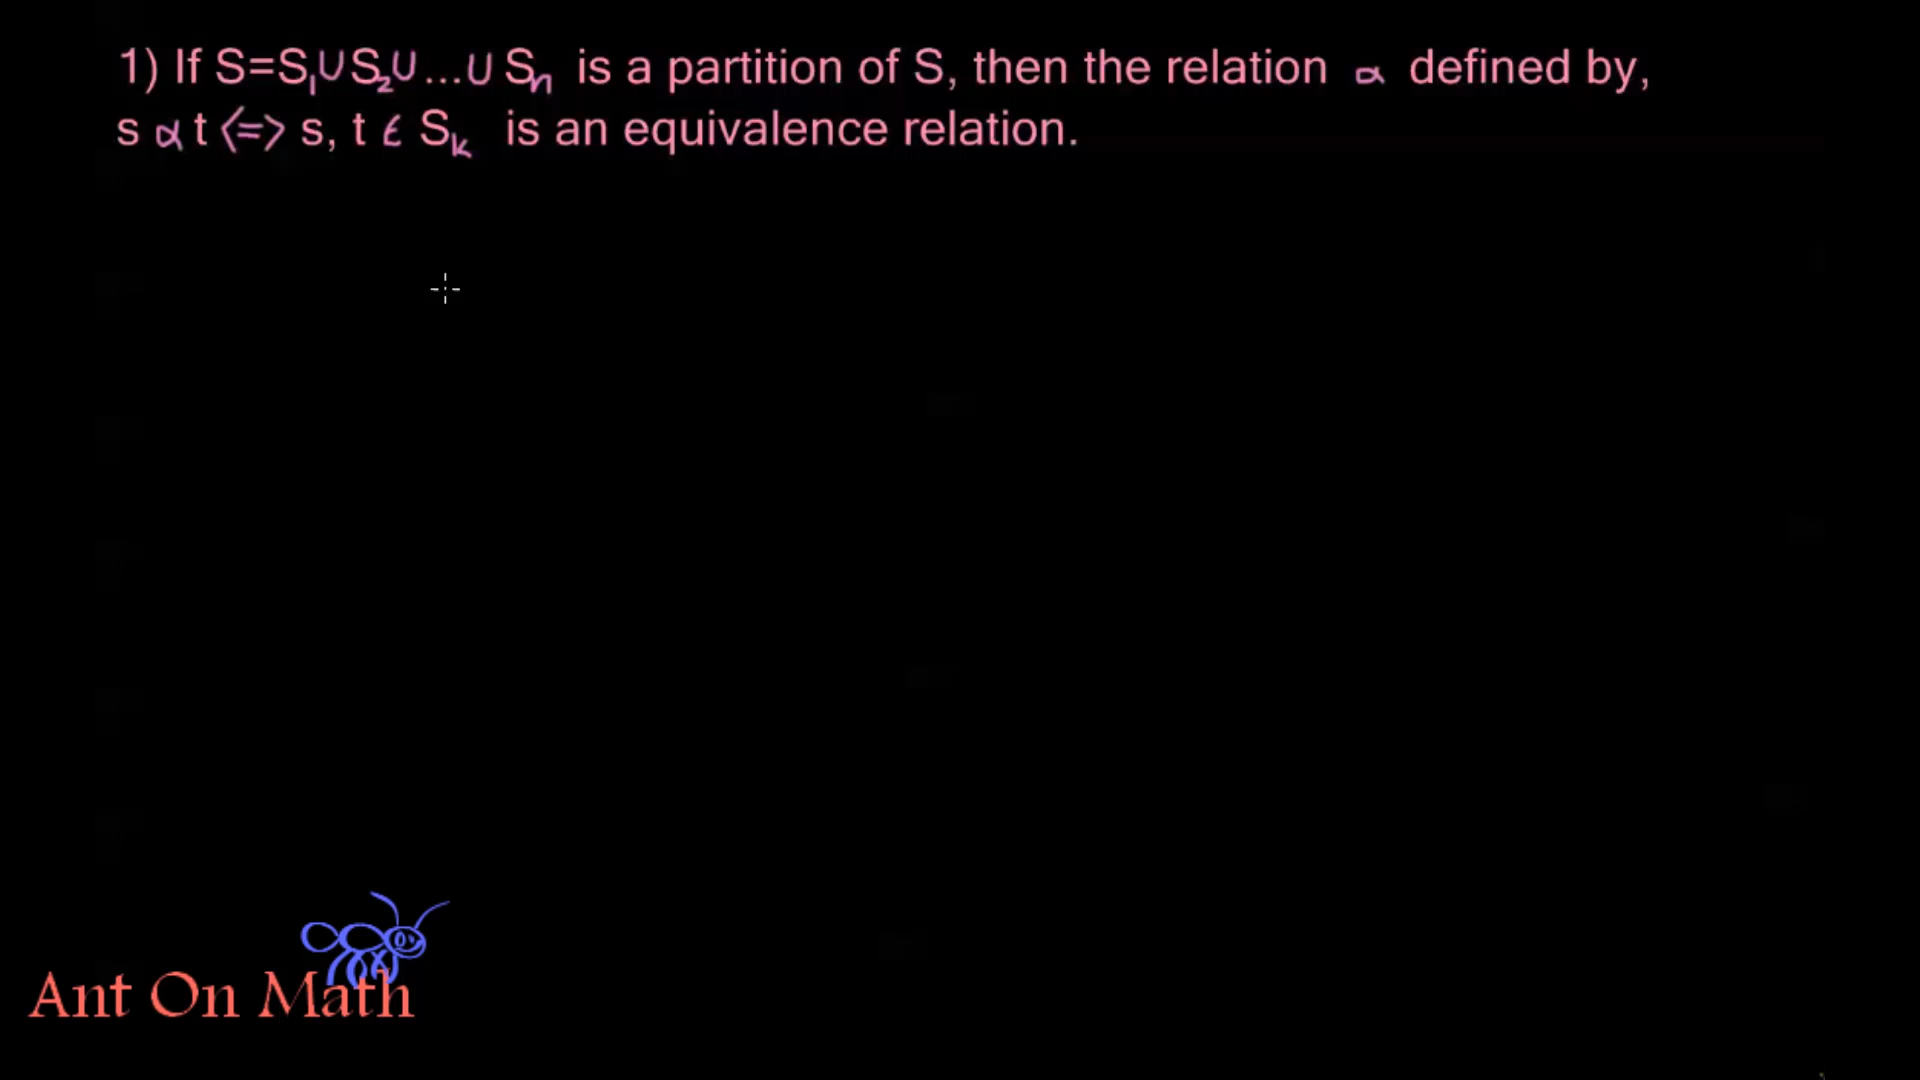 1) If S=S₁∪S₂∪...∪ Sₙ is a partition of S, then the relation α defined by,
s α t <=> s, t ∈ Sₖ is an equivalence relation.
Ant On Math